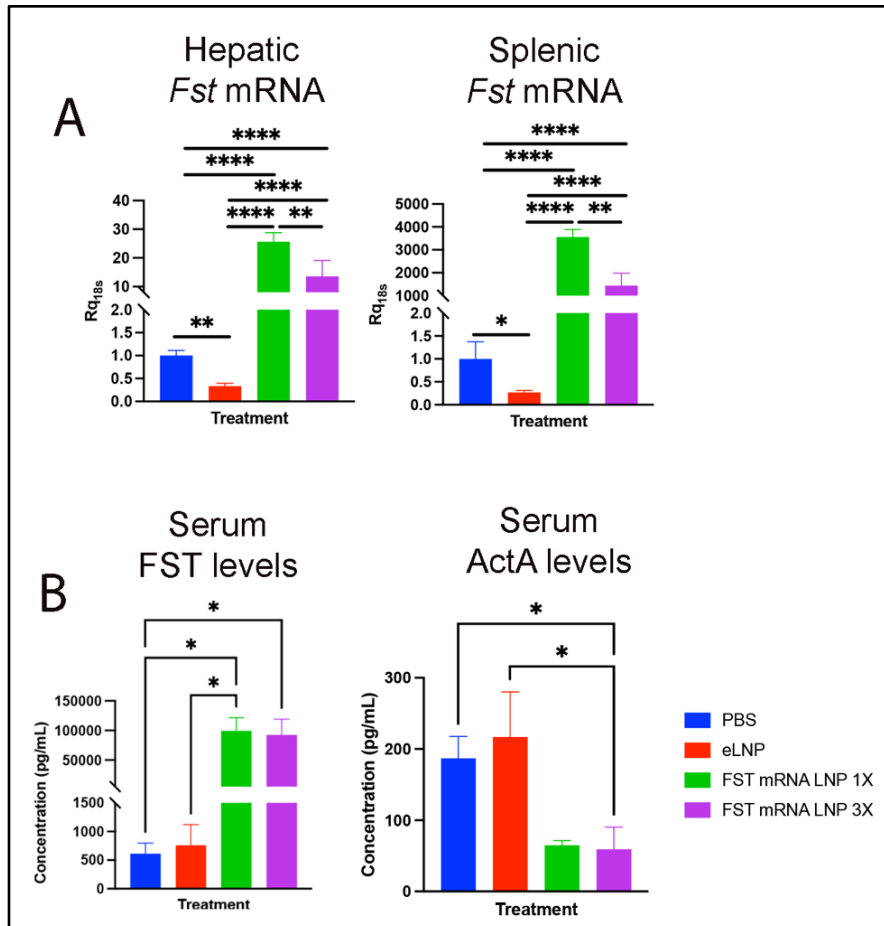 A
Hepatic
Fst mRNA
****
****
****
**** **
**
40
30
20
10
2.0
1.5
1.0
0.5
0.0
Rq18s
Treatment
Splenic
Fst mRNA
****
****
****
**** **
*
5000
4000
3000
2000
1000
2.0
1.5
1.0
0.5
0.0
Rq18s
Treatment
B
Serum
FST levels
*
*
*
150000
100000
50000
1500
1000
500
0
Concentration (pg/mL)
Treatment
Serum
ActA levels
*
*
300
200
100
0
Concentration (pg/mL)
Treatment
PBS
eLNP
FST mRNA LNP 1X
FST mRNA LNP 3X